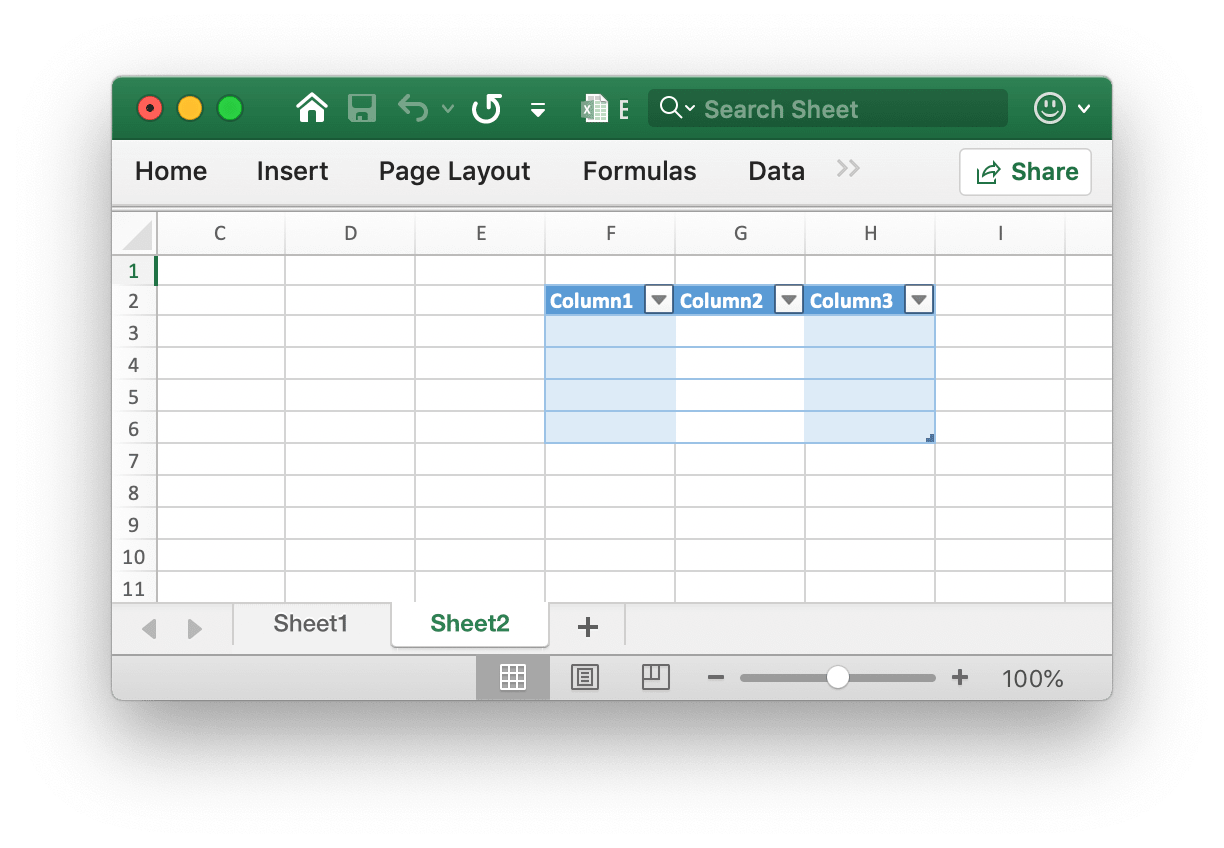 E Search Sheet
Home Insert Page Layout Formulas Data Share
C D E F G H I
1
2 Column1 Column2 Column3
3
4
5
6
7
8
9
10
11
Sheet1 Sheet2
100%